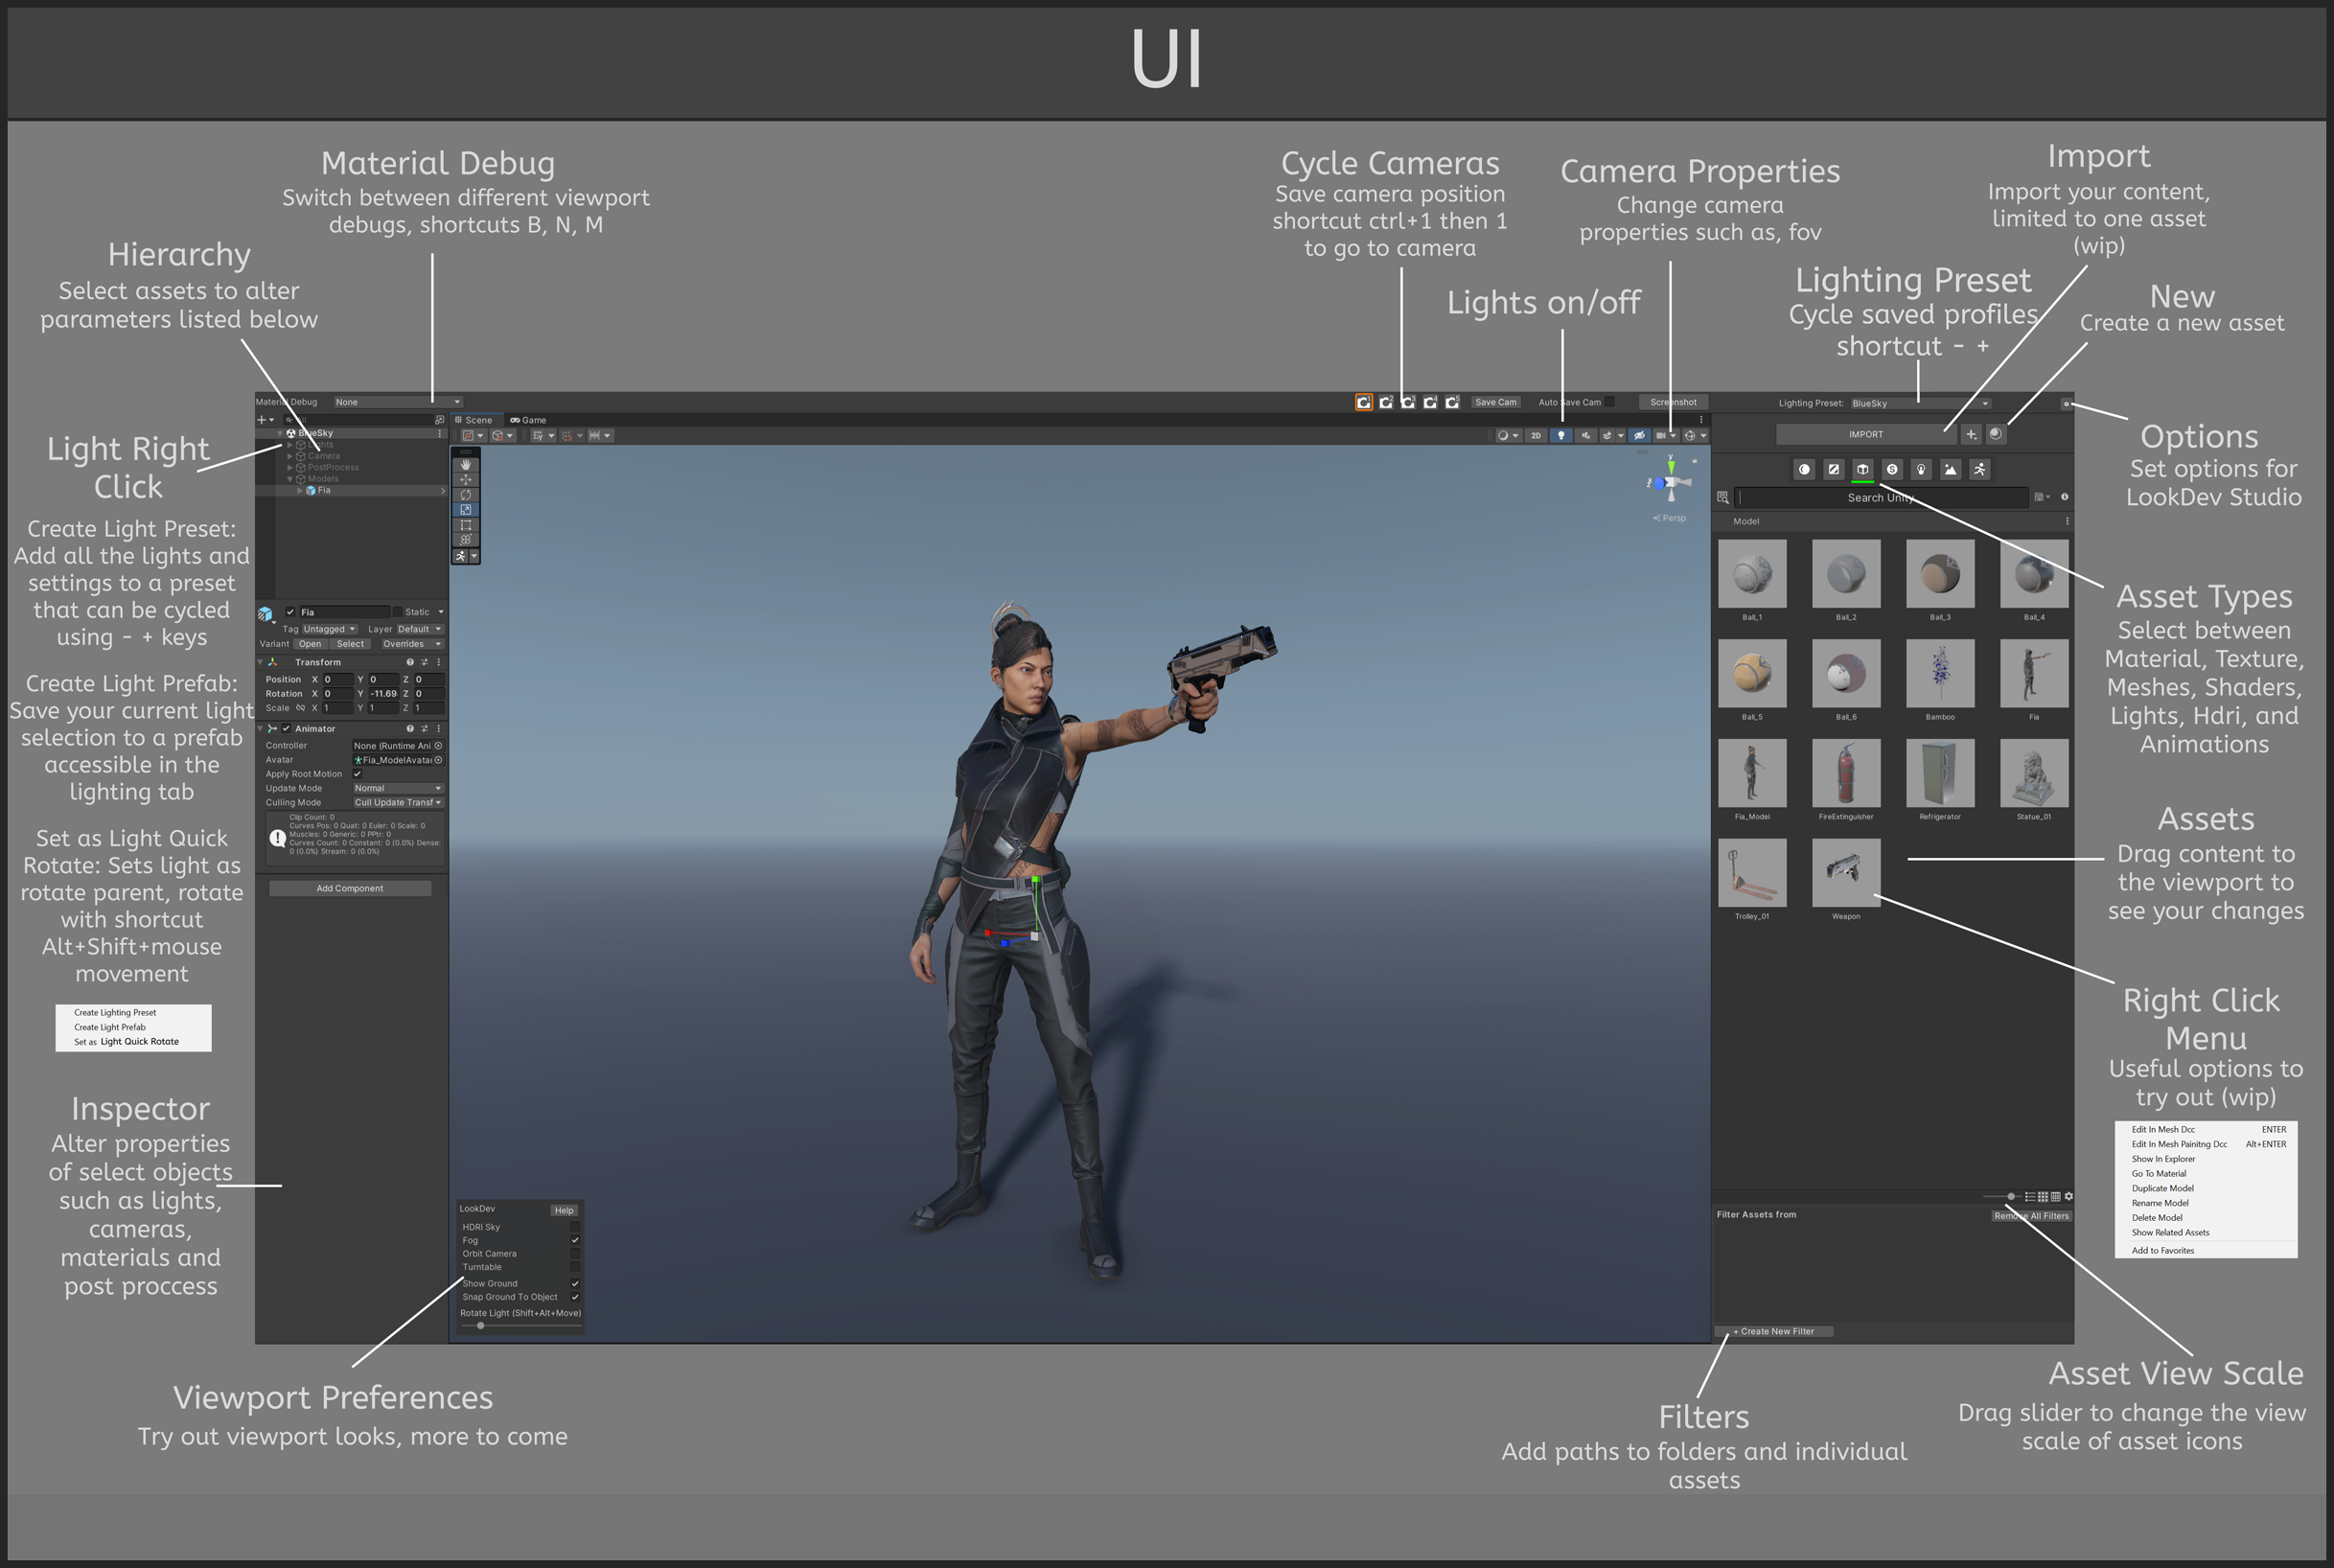 UI
Material Debug
Switch between different viewport
debugs, shortcuts B, N, M
Hierarchy
Select assets to alter
parameters listed below
Cycle Cameras
Save camera position
shortcut ctrl+1 then 1
to go to camera
Camera Properties
Change camera
properties such as, fov
Lights on/off
Import
Import your content,
limited to one asset
(wip)
Lighting Preset
Cycle saved profiles
shortcut - +
New
Create a new asset
Light Right
Click
Create Light Preset:
Add all the lights and
settings to a preset
that can be cycled
using - + keys
Create Light Prefab:
Save your current light
selection to a prefab
accessible in the
lighting tab
Set as Light Quick
Rotate: Sets light as
rotate parent, rotate
with shortcut
Alt+Shift+mouse
movement
Create Lighting Preset
Create Light Prefab
Set as Light Quick Rotate
Inspector
Alter properties
of select objects
such as lights,
cameras,
materials and
post proccess
Material Debug None
BlueSky
Lights
Camera
PostProcess
Models
Fia
Fia Static
Tag Untagged Layer Default
Variant Open Select Overrides
Transform
Position X 0 Y 0 Z 0
Rotation X 0 Y -11.69 Z 0
Scale X 1 Y 1 Z 1
Animator
Controller None (Runtime Ani
Avatar Fia_ModelAvatar
Apply Root Motion
Update Mode Normal
Culling Mode Cull Update Transf
Clip Count: 0
Curves Pos: 0 Quat: 0 Euler: 0 Scale: 0
Muscles: 0 Generic: 0 PPtr: 0
Curves Count: 0 Constant: 0 (0.0%) Dense:
0 (0.0%) Stream: 0 (0.0%)
Add Component
Scene Game
1 2 3 4 5 Save Cam Auto Save Cam Screenshot
2D
y
Persp
LookDev Help
HDRI Sky
Fog
Orbit Camera
Turntable
Show Ground
Snap Ground To Object
Rotate Light (Shift+Alt+Move)
Lighting Preset: BlueSky
IMPORT
Search Unity
Model
Ball_1 Ball_2 Ball_3 Ball_4
Ball_5 Ball_6 Bamboo Fia
Fia_Model FireExtinguisher Refrigerator Statue_01
Trolley_01 Weapon
Filter Assets from Remove All Filters
+ Create New Filter
Options
Set options for
LookDev Studio
Asset Types
Select between
Material, Texture,
Meshes, Shaders,
Lights, Hdri, and
Animations
Assets
Drag content to
the viewport to
see your changes
Right Click
Menu
Useful options to
try out (wip)
Edit In Mesh Dcc ENTER
Edit In Mesh Painitng Dcc Alt+ENTER
Show In Explorer
Go To Material
Duplicate Model
Rename Model
Delete Model
Show Related Assets
Add to Favorites
Viewport Preferences
Try out viewport looks, more to come
Filters
Add paths to folders and individual
assets
Asset View Scale
Drag slider to change the view
scale of asset icons